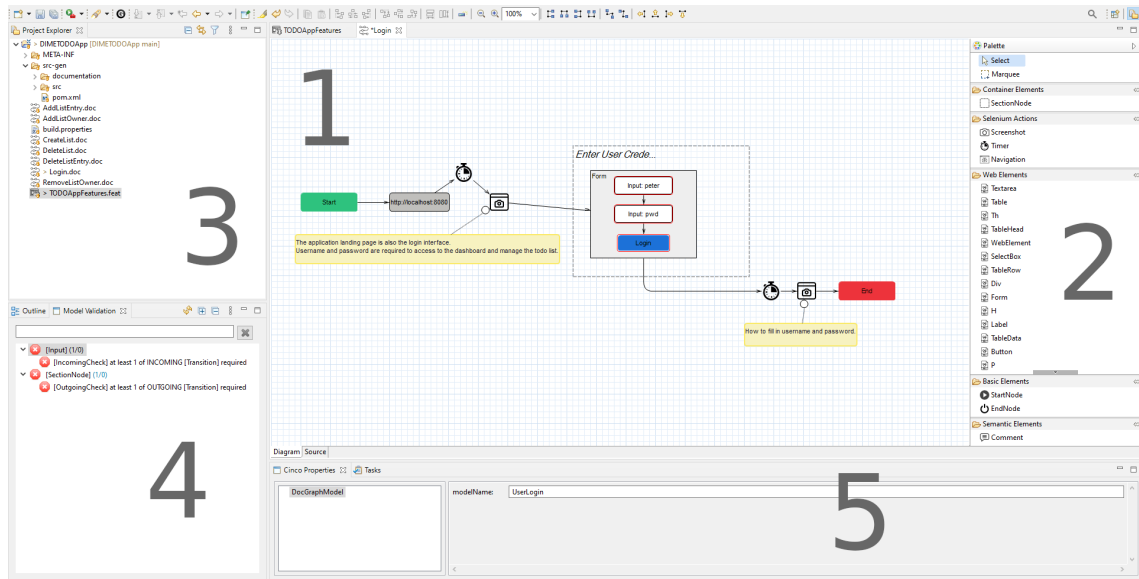 100%
Project Explorer
> DIMETODOApp [DIMETODOApp main]
META-INF
src-gen
documentation
src
pom.xml
AddListEntry.doc
AddListOwner.doc
build.properties
CreateList.doc
DeleteList.doc
DeleteListEntry.doc
> Login.doc
RemoveListOwner.doc
> TODOAppFeatures.feat
3
Outline
Model Validation
[Input] (1/0)
[IncomingCheck] at least 1 of INCOMING [Transition] required
[SectionNode] (1/0)
[OutgoingCheck] at least 1 of OUTGOING [Transition] required
4
TODOAppFeatures
*Login
1
Start
http://localhost:8080
The application landing page is also the login interface.
Username and password are required to access to the dashboard and manage the todo list.
Enter User Crede...
Form
Input: peter
Input: pwd
Login
End
How to fill in username and password.
Diagram
Source
Palette
Select
Marquee
Container Elements
SectionNode
Selenium Actions
Screenshot
Timer
Navigation
Web Elements
Textarea
Table
Th
TableHead
WebElement
SelectBox
TableRow
Div
Form
H
Label
TableData
Button
P
Basic Elements
StartNode
EndNode
Semantic Elements
Comment
2
Cinco Properties
Tasks
DocGraphModel
modelName:
UserLogin
5